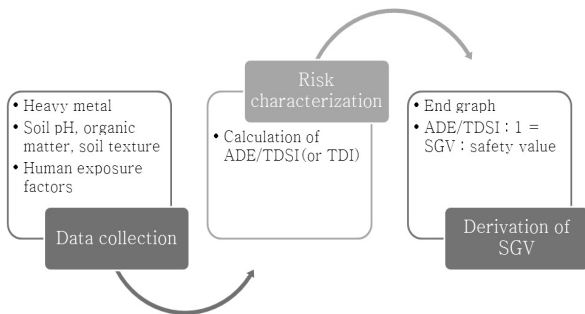 • Heavy metal
• Soil pH, organic
matter, soil texture
• Human exposure
factors
Data collection
Risk
characterization
• Calculation of
ADE/TDSI(or TDI)
• End graph
• ADE/TDSI : 1 =
SGV : safety value
Derivation of
SGV